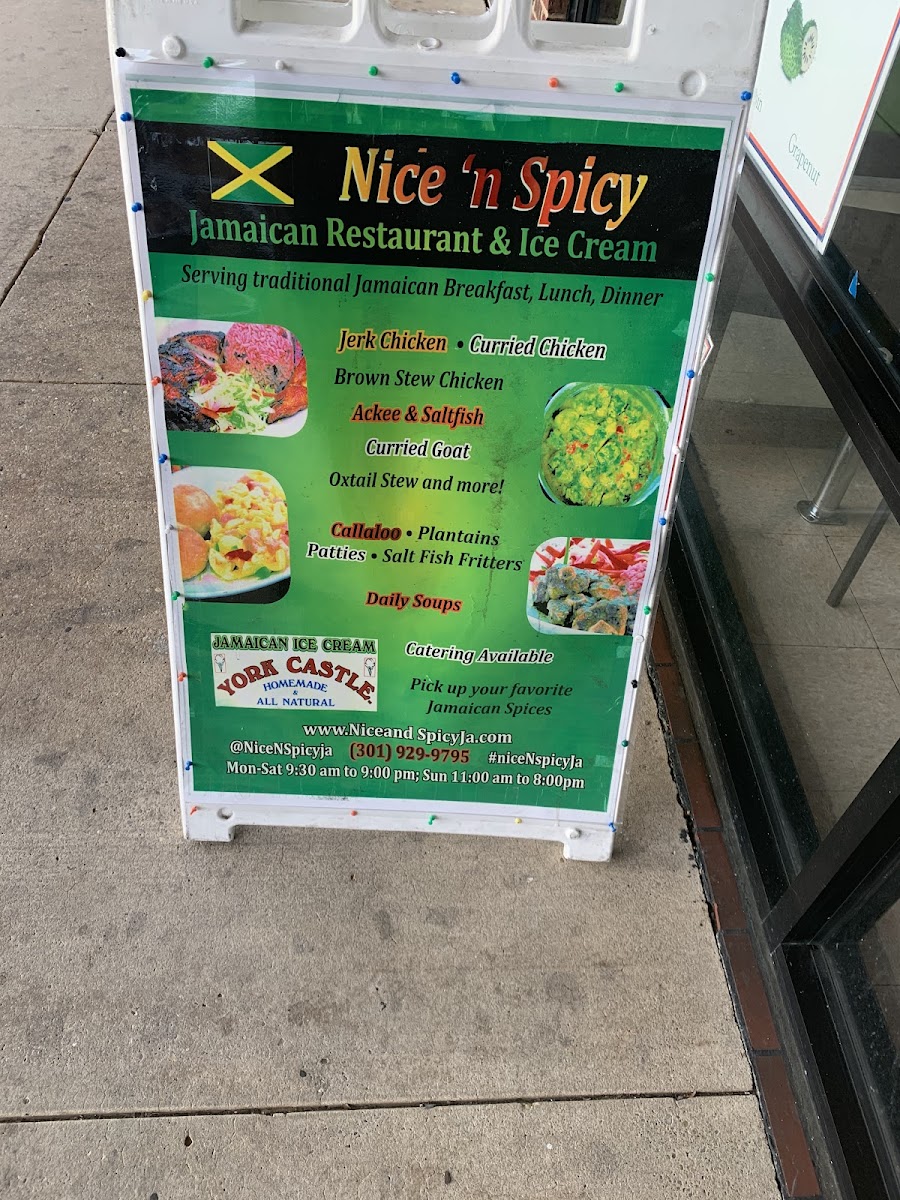 Nice 'n Spicy
Jamaican Restaurant & Ice Cream
Serving traditional Jamaican Breakfast, Lunch, Dinner
Jerk Chicken • Curried Chicken
Brown Stew Chicken
Ackee & Saltfish
Curried Goat
Oxtail Stew and more!
Callaloo • Plantains
Patties • Salt Fish Fritters
Daily Soups
JAMAICAN ICE CREAM
YORK CASTLE.
HOMEMADE
&
ALL NATURAL
Catering Available
Pick up your favorite
Jamaican Spices
www.Niceand SpicyJa.com
@NiceNSpicyja (301) 929-9795 #niceNspicyJa
Mon-Sat 9:30 am to 9:00 pm; Sun 11:00 am to 8:00pm
Grapenut